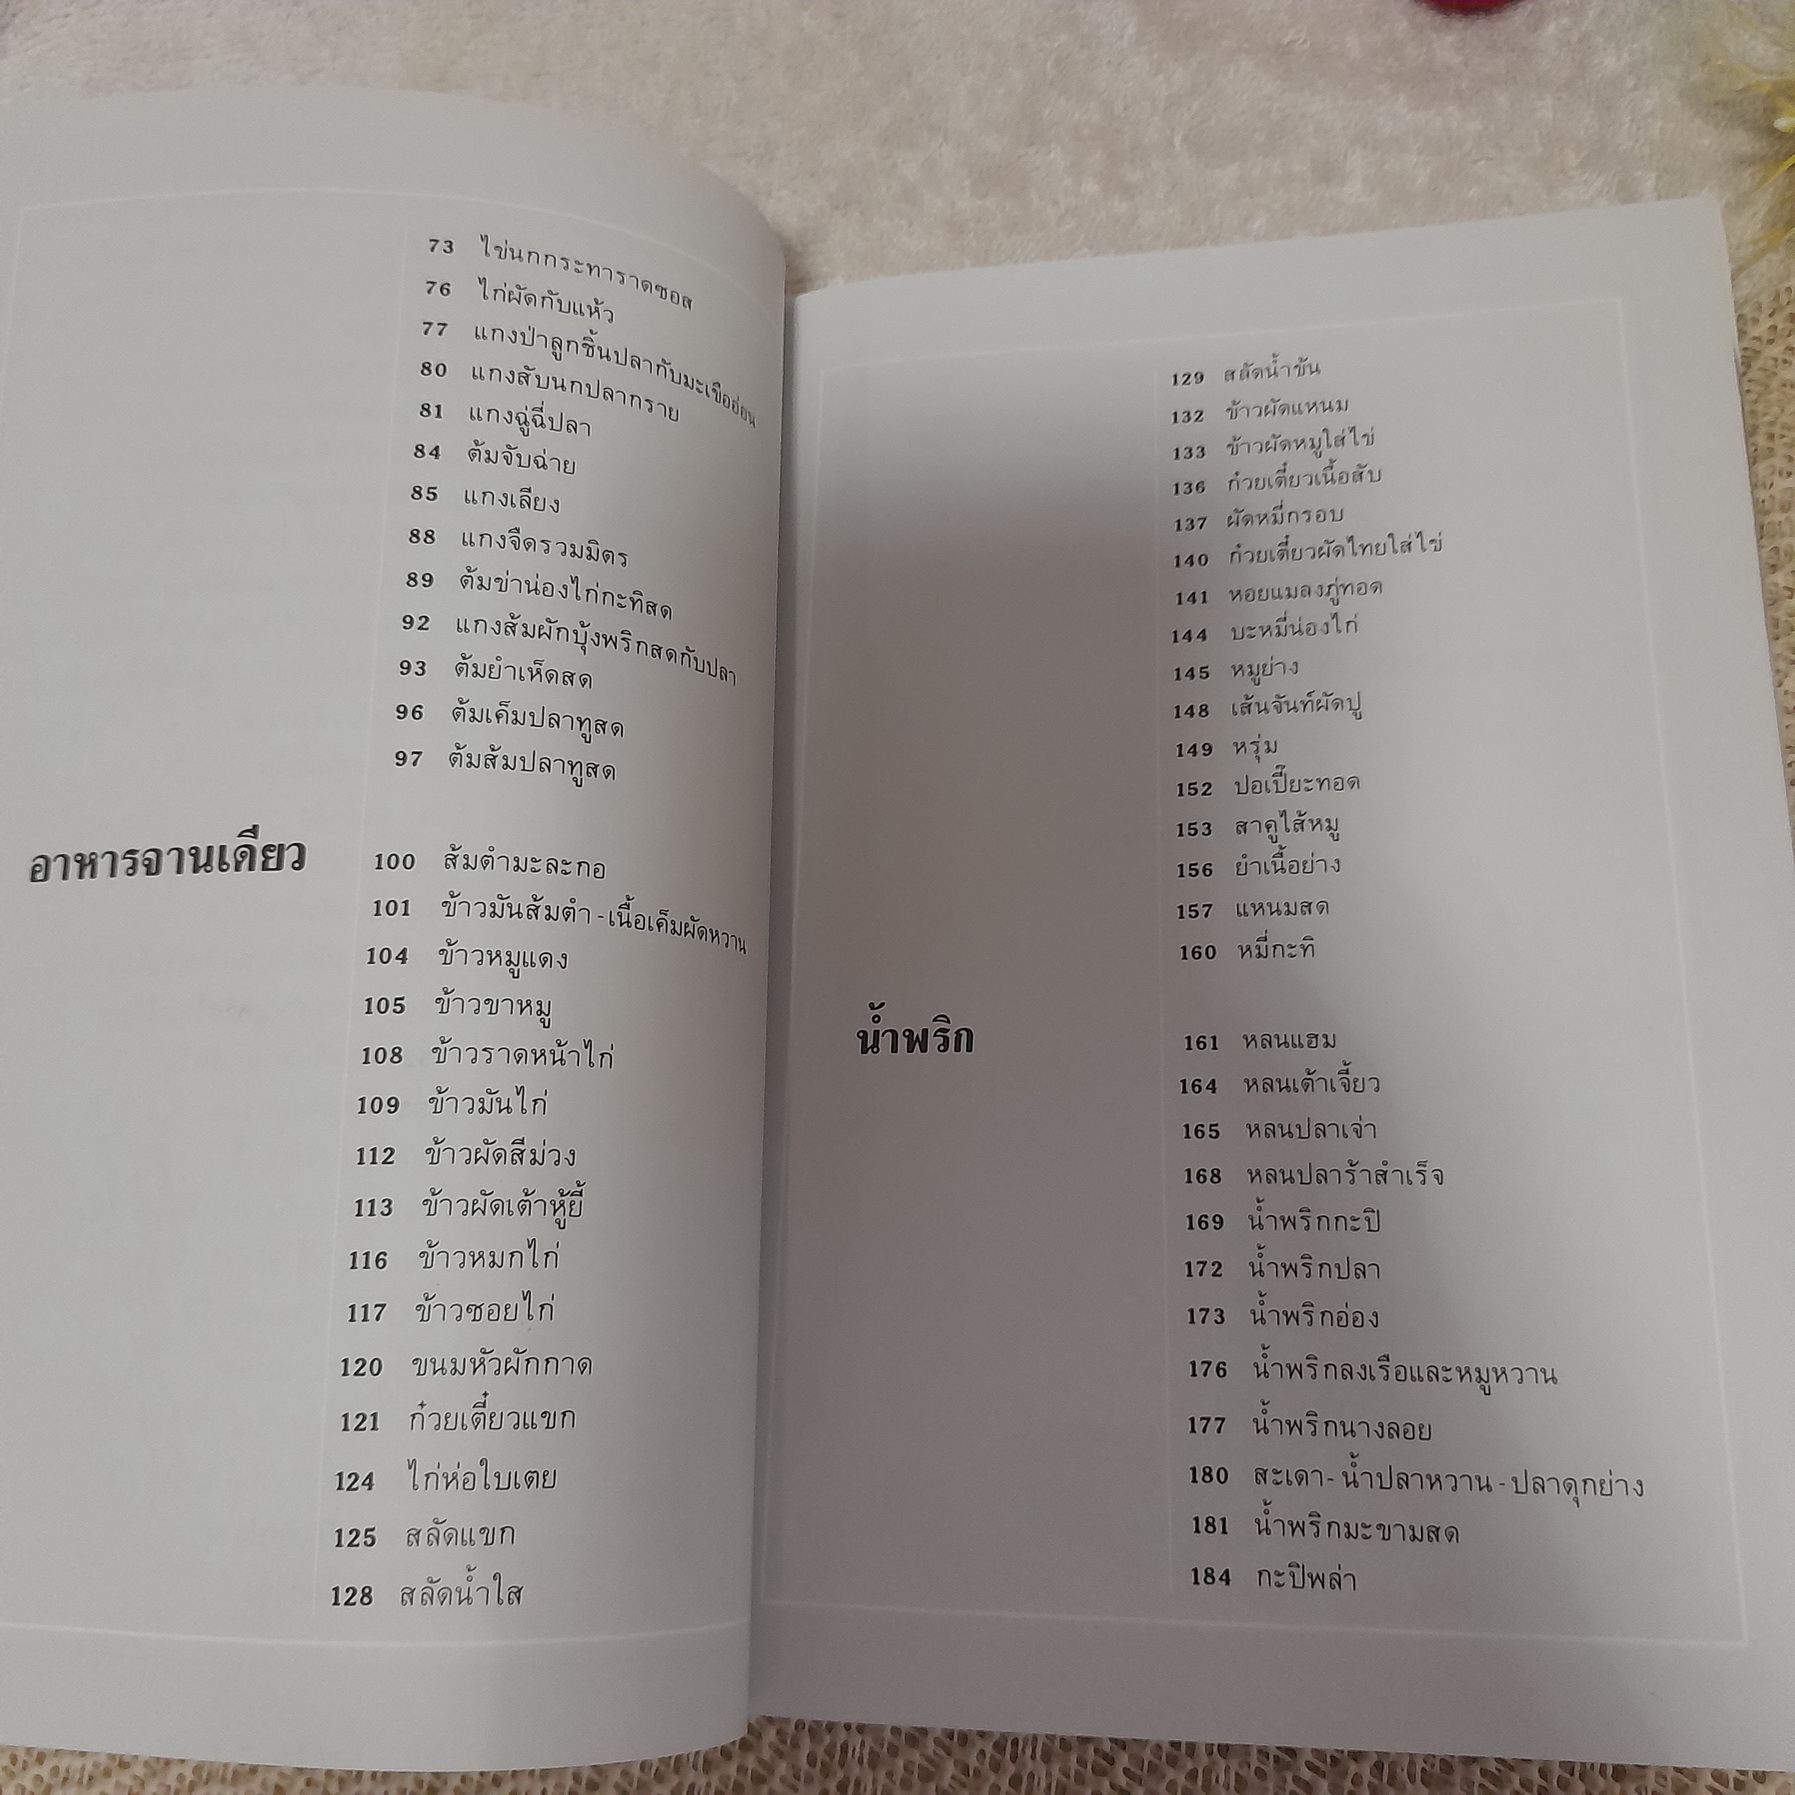 73 ไข่นกกระทาราดซอส
76 ไก่ผัดกับแห้ว
77 แกงป่าลูกชิ้นปลากับมะเขืออ่อน
80 แกงสับนกปลากราย
81 แกงฉู่ฉี่ปลา
84 ต้มจับฉ่าย
85 แกงเลียง
88 แกงจืดรวมมิตร
89 ต้มข่าน่องไก่กะทิสด
92 แกงส้มผักบุ้งพริกสดกับปลา
93 ต้มยำเห็ดสด
96 ต้มเค็มปลาทูสด
97 ต้มส้มปลาทูสด
อาหารจานเดียว
100 ส้มตำมะละกอ
101 ข้าวมันส้มตำ - เนื้อเค็มผัดหวาน
104 ข้าวหมูแดง
105 ข้าวขาหมู
108 ข้าวราดหน้าไก่
109 ข้าวมันไก่
112 ข้าวผัดสีม่วง
113 ข้าวผัดเต้าหู้ยี้
116 ข้าวหมกไก่
117 ข้าวซอยไก่
120 ขนมหัวผักกาด
121 ก๋วยเตี๋ยวแขก
124 ไก่ห่อใบเตย
125 สลัดแขก
128 สลัดน้ำใส
129 สลัดน้ำข้น
132 ข้าวผัดแหนม
133 ข้าวผัดหมูใส่ไข่
136 ก๋วยเตี๋ยวเนื้อสับ
137 ผัดหมี่กรอบ
140 ก๋วยเตี๋ยวผัดไทยใส่ไข่
141 หอยแมลงภู่ทอด
144 บะหมี่น่องไก่
145 หมูย่าง
148 เส้นจันท์ผัดปู
149 หรุ่ม
152 ปอเปี๊ยะทอด
153 สาคูไส้หมู
156 ยำเนื้อย่าง
157 แหนมสด
160 หมี่กะทิ
น้ำพริก
161 หลนแฮม
164 หลนเต้าเจี้ยว
165 หลนปลาเจ่า
168 หลนปลาร้าสำเร็จ
169 น้ำพริกกะปิ
172 น้ำพริกปลา
173 น้ำพริกอ่อง
176 น้ำพริกลงเรือและหมูหวาน
177 น้ำพริกนางลอย
180 สะเดา - น้ำปลาหวาน - ปลาดุกย่าง
181 น้ำพริกมะขามสด
184 กะปิพล่า